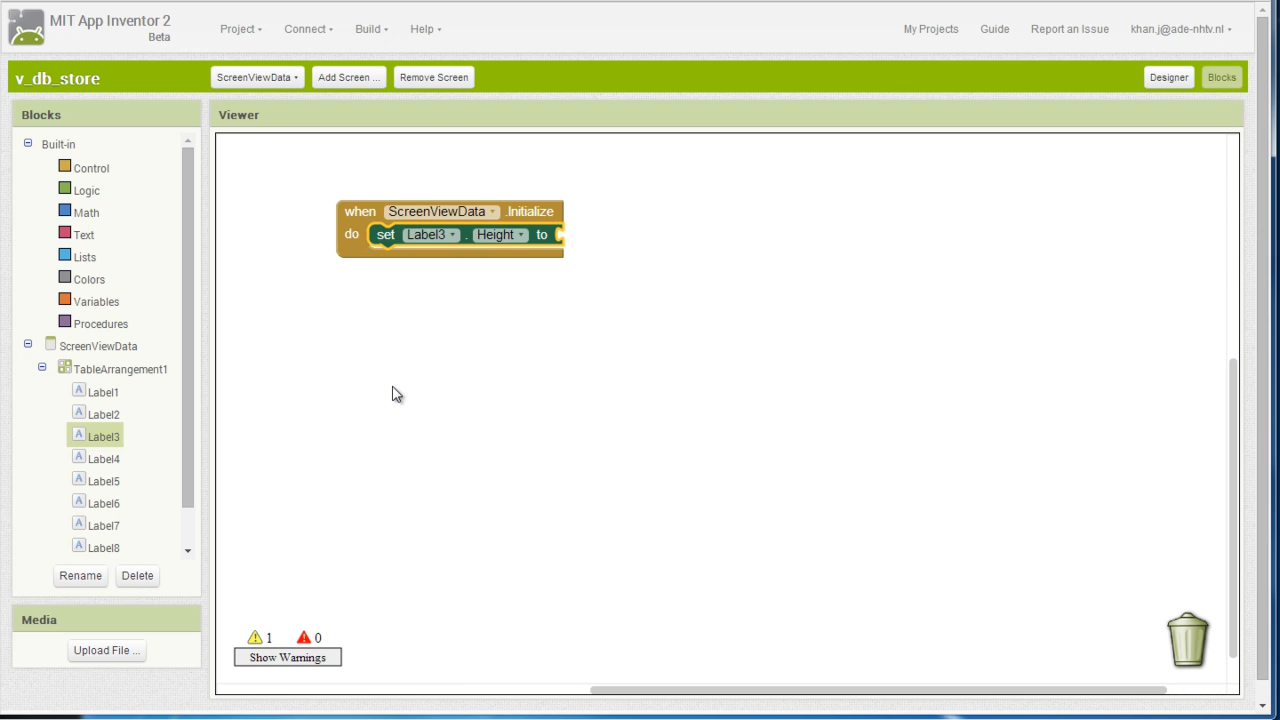 MIT App Inventor 2
Beta
Project
Connect
Build
Help
My Projects
Guide
Report an Issue
khan.j@ade-nhtv.nl
v_db_store
ScreenViewData
Add Screen ...
Remove Screen
Designer
Blocks
Blocks
Built-in
Control
Logic
Math
Text
Lists
Colors
Variables
Procedures
ScreenViewData
TableArrangement1
A Label1
A Label2
A Label3
A Label4
A Label5
A Label6
A Label7
A Label8
Rename
Delete
Media
Upload File ...
Viewer
when ScreenViewData .Initialize
do set Label3 . Height to
1 0
Show Warnings